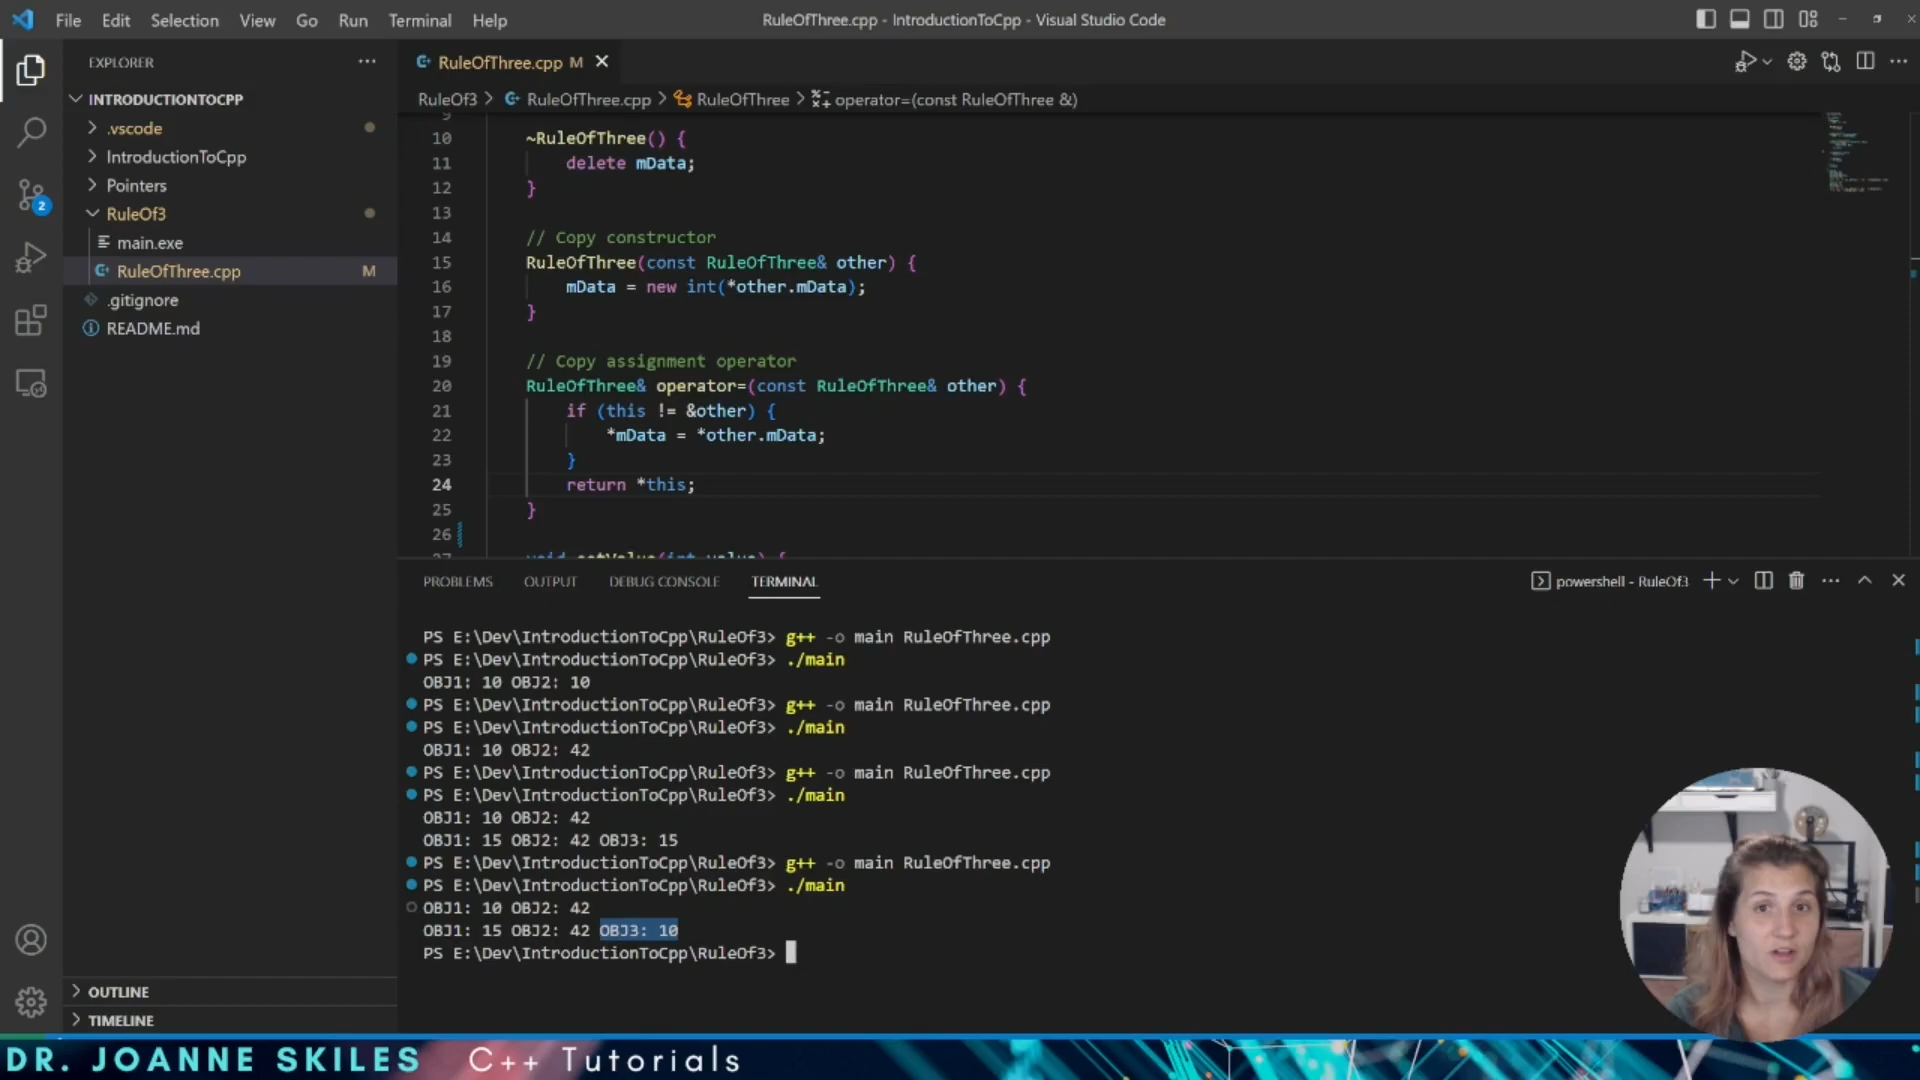 File Edit Selection View Go Run Terminal Help
RuleOfThree.cpp - IntroductionToCpp - Visual Studio Code
EXPLORER
INTRODUCTIONTOCPP
.vscode
IntroductionToCpp
Pointers
RuleOf3
main.exe
RuleOfThree.cpp M
.gitignore
README.md
OUTLINE
TIMELINE
2
RuleOfThree.cpp M
RuleOf3 > RuleOfThree.cpp > RuleOfThree > operator=(const RuleOfThree &)
9
10 ~RuleOfThree() {
11 delete mData;
12 }
13
14 // Copy constructor
15 RuleOfThree(const RuleOfThree& other) {
16 mData = new int(*other.mData);
17 }
18
19 // Copy assignment operator
20 RuleOfThree& operator=(const RuleOfThree& other) {
21 if (this != &other) {
22 *mData = *other.mData;
23 }
24 return *this;
25 }
26
27 void setValue(int value) {
PROBLEMS OUTPUT DEBUG CONSOLE TERMINAL
powershell - RuleOf3
PS E:\Dev\IntroductionToCpp\RuleOf3> g++ -o main RuleOfThree.cpp
PS E:\Dev\IntroductionToCpp\RuleOf3> ./main
OBJ1: 10 OBJ2: 10
PS E:\Dev\IntroductionToCpp\RuleOf3> g++ -o main RuleOfThree.cpp
PS E:\Dev\IntroductionToCpp\RuleOf3> ./main
OBJ1: 10 OBJ2: 42
PS E:\Dev\IntroductionToCpp\RuleOf3> g++ -o main RuleOfThree.cpp
PS E:\Dev\IntroductionToCpp\RuleOf3> ./main
OBJ1: 10 OBJ2: 42
OBJ1: 15 OBJ2: 42 OBJ3: 15
PS E:\Dev\IntroductionToCpp\RuleOf3> g++ -o main RuleOfThree.cpp
PS E:\Dev\IntroductionToCpp\RuleOf3> ./main
OBJ1: 10 OBJ2: 42
OBJ1: 15 OBJ2: 42 OBJ3: 10
PS E:\Dev\IntroductionToCpp\RuleOf3>
DR. JOANNE SKILES C++ Tutorials